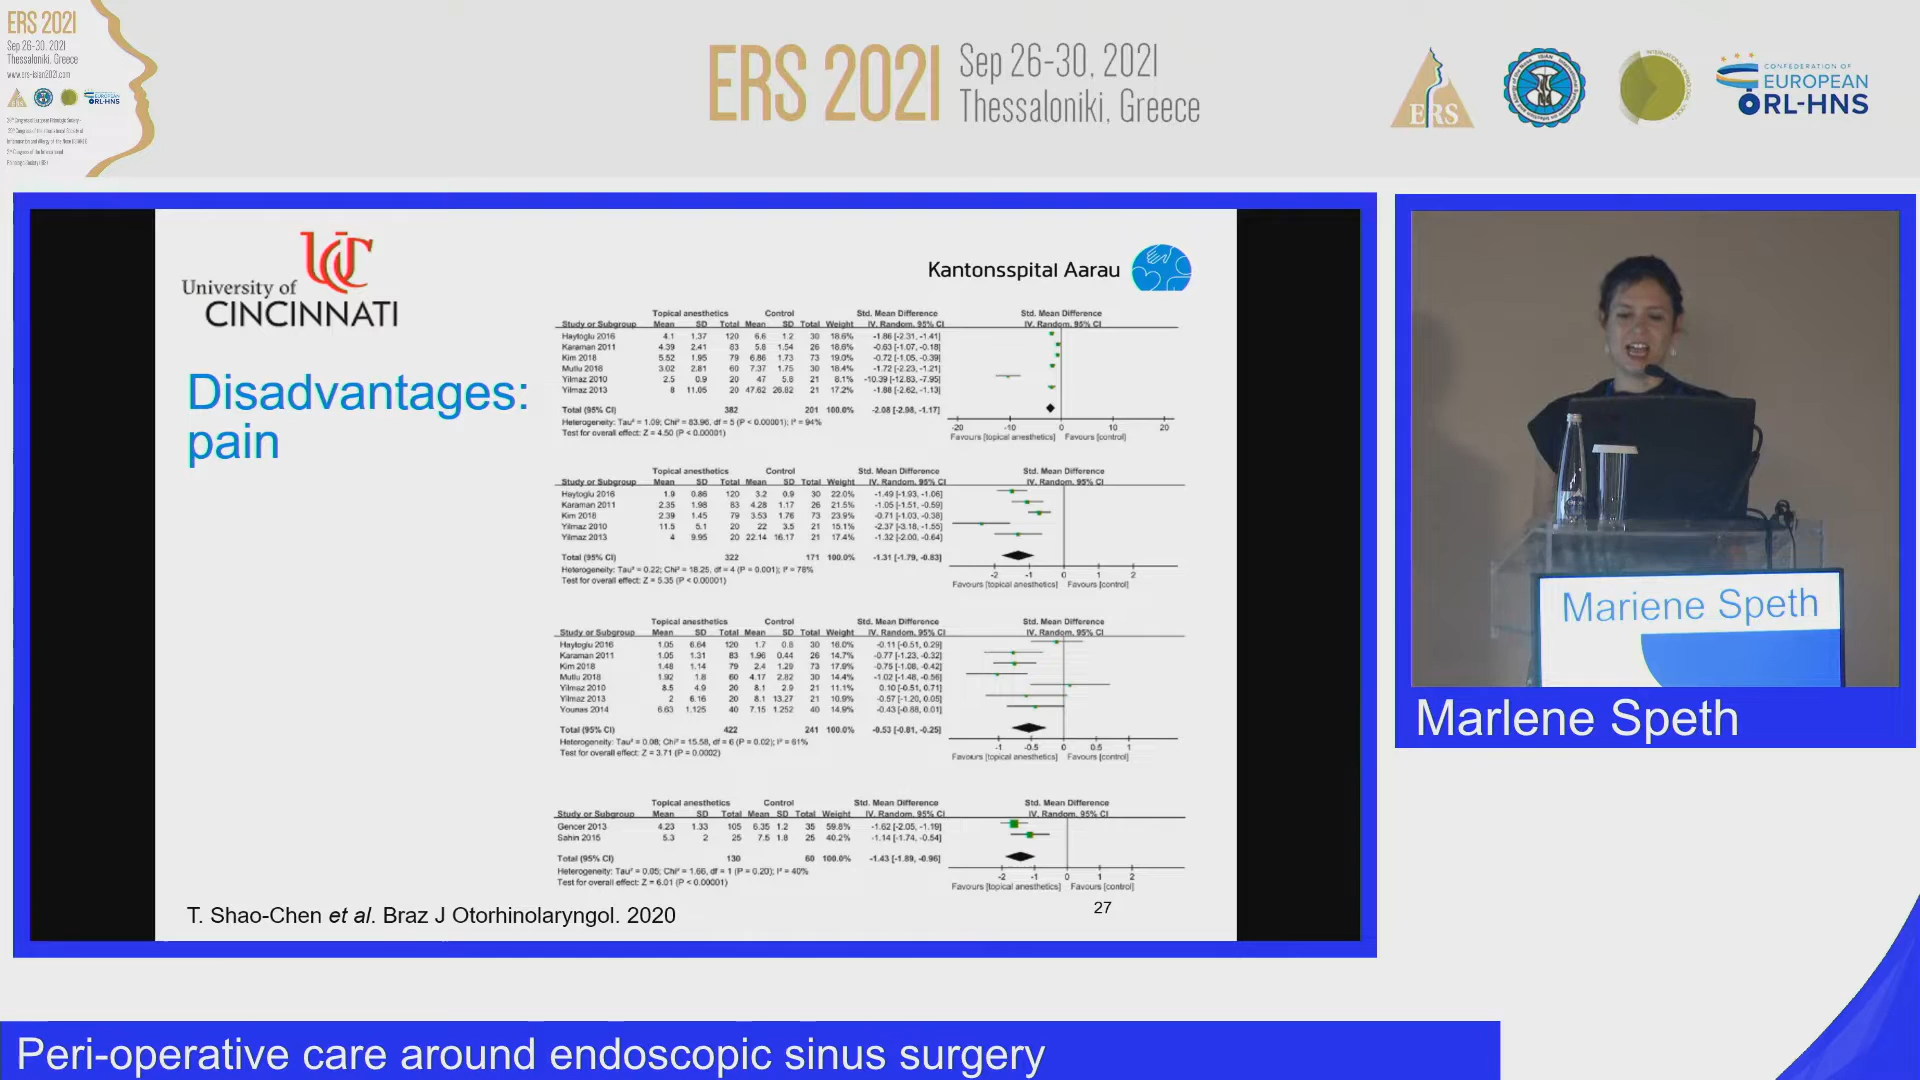 ERS 2021
Sep 26-30, 2021
Thessaloniki, Greece
www.ers-isian2021.com
ERS 2021
Sep 26-30, 2021
Thessaloniki, Greece
ERS
CONFEDERATION OF
EUROPEAN
ORL-HNS
University of
CINCINNATI
Kantonsspital Aarau
Disadvantages:
pain
Topical anesthetics Control Std. Mean Difference Std. Mean Difference
Study or Subgroup Mean SD Total Mean SD Total Weight IV. Random. 95% CI IV. Random. 95% CI
Haytoglu 2016 4.1 1.37 120 6.6 1.2 30 18.6% -1.86 [-2.31, -1.41]
Karaman 2011 4.39 2.41 83 5.8 1.54 26 18.6% -0.63 [-1.07, -0.18]
Kim 2018 5.52 1.95 79 6.86 1.73 73 19.0% -0.72 [-1.05, -0.39]
Mutlu 2018 3.02 2.81 60 7.37 1.75 30 18.4% -1.72 [-2.23, -1.21]
Yilmaz 2010 2.5 0.9 20 47 5.8 21 8.1% -10.39 [-12.83, -7.95]
Yilmaz 2013 8 11.05 20 47.62 26.82 21 17.2% -1.88 [-2.62, -1.13]
Total (95% CI) 382 201 100.0% -2.08 [-2.98, -1.17]
Heterogeneity: Tau² = 1.09; Chi² = 83.96, df = 5 (P < 0.00001); I² = 94%
Test for overall effect: Z = 4.50 (P < 0.00001)
-20 -10 0 10 20
Favours [topical anesthetics] Favours [control]
Topical anesthetics Control Std. Mean Difference Std. Mean Difference
Study or Subgroup Mean SD Total Mean SD Total Weight IV. Random. 95% CI IV. Random. 95% CI
Haytoglu 2016 1.9 0.86 120 3.2 0.9 30 22.0% -1.49 [-1.93, -1.06]
Karaman 2011 2.35 1.98 83 4.28 1.17 26 21.5% -1.05 [-1.51, -0.59]
Kim 2018 2.39 1.45 79 3.53 1.76 73 23.9% -0.71 [-1.03, -0.38]
Yilmaz 2010 11.5 5.1 20 22 3.5 21 15.1% -2.37 [-3.18, -1.55]
Yilmaz 2013 4 9.95 20 22.14 16.17 21 17.4% -1.32 [-2.00, -0.64]
Total (95% CI) 322 171 100.0% -1.31 [-1.79, -0.83]
Heterogeneity: Tau² = 0.22; Chi² = 18.25, df = 4 (P = 0.001); I² = 78%
Test for overall effect: Z = 5.35 (P < 0.00001)
-2 -1 0 1 2
Favours [topical anesthetics] Favours [control]
Topical anesthetics Control Std. Mean Difference Std. Mean Difference
Study or Subgroup Mean SD Total Mean SD Total Weight IV. Random. 95% CI IV. Random. 95% CI
Haytoglu 2016 1.05 6.64 120 1.7 0.8 30 16.0% -0.11 [-0.51, 0.29]
Karaman 2011 1.05 1.31 83 1.96 0.44 26 14.7% -0.77 [-1.23, -0.32]
Kim 2018 1.48 1.14 79 2.4 1.29 73 17.9% -0.75 [-1.08, -0.42]
Mutlu 2018 1.92 1.8 60 4.17 2.82 30 14.4% -1.02 [-1.48, -0.56]
Yilmaz 2010 8.5 4.9 20 8.1 2.9 21 11.1% 0.10 [-0.51, 0.71]
Yilmaz 2013 2 6.16 20 8.1 13.27 21 10.9% -0.57 [-1.20, 0.05]
Younas 2014 6.63 1.125 40 7.15 1.252 40 14.9% -0.43 [-0.88, 0.01]
Total (95% CI) 422 241 100.0% -0.53 [-0.81, -0.25]
Heterogeneity: Tau² = 0.08; Chi² = 15.58, df = 6 (P = 0.02); I² = 61%
Test for overall effect: Z = 3.71 (P = 0.0002)
-1 -0.5 0 0.5 1
Favours [topical anesthetics] Favours [control]
Topical anesthetics Control Std. Mean Difference Std. Mean Difference
Study or Subgroup Mean SD Total Mean SD Total Weight IV. Random. 95% CI IV. Random. 95% CI
Gencer 2013 4.23 1.33 105 6.35 1.2 35 59.8% -1.62 [-2.05, -1.19]
Sahin 2015 5.3 2 25 7.5 1.8 25 40.2% -1.14 [-1.74, -0.54]
Total (95% CI) 130 60 100.0% -1.43 [-1.89, -0.96]
Heterogeneity: Tau² = 0.05; Chi² = 1.66, df = 1 (P = 0.20); I² = 40%
Test for overall effect: Z = 6.01 (P < 0.00001)
-2 -1 0 1 2
Favours [topical anesthetics] Favours [control]
T. Shao-Chen et al. Braz J Otorhinolaryngol. 2020
27
Mariene Speth
Marlene Speth
Peri-operative care around endoscopic sinus surgery